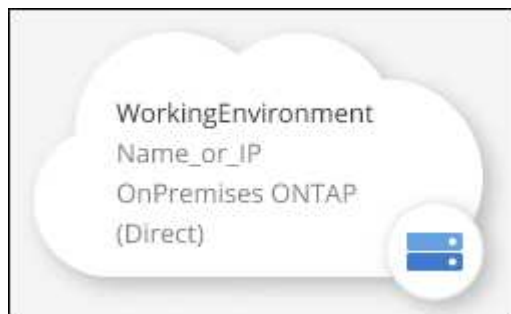 WorkingEnvironment
Name_or_IP
OnPremises ONTAP
(Direct)